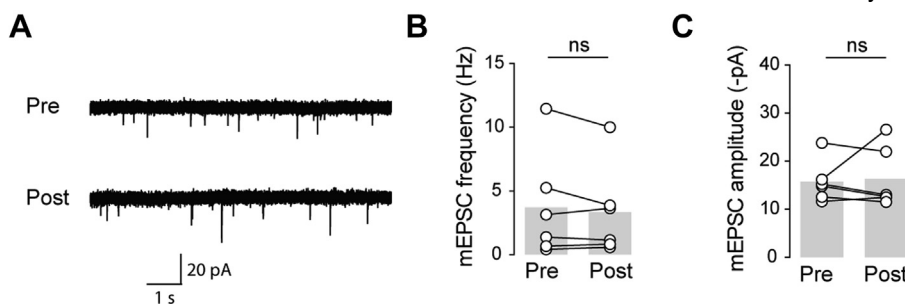 A
Pre
Post
20 pA
1 s
B
ns
mEPSC frequency (Hz)
15
10
5
0
Pre
Post
C
ns
mEPSC amplitude (-pA)
40
30
20
10
0
Pre
Post